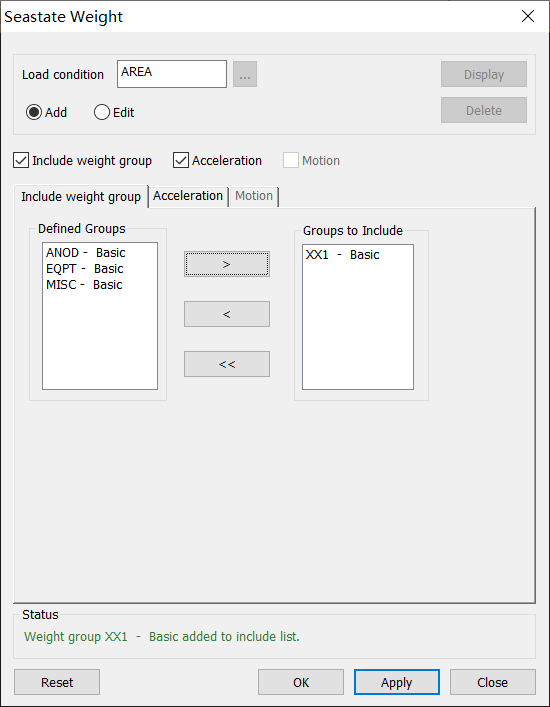 Seastate Weight
Load condition AREA ... Display
Add Edit Delete
Include weight group Acceleration Motion
Include weight group Acceleration Motion
Defined Groups
ANOD - Basic
EQPT - Basic
MISC - Basic
>
<
<<
Groups to Include
XX1 - Basic
Status
Weight group XX1 - Basic added to include list.
Reset OK Apply Close